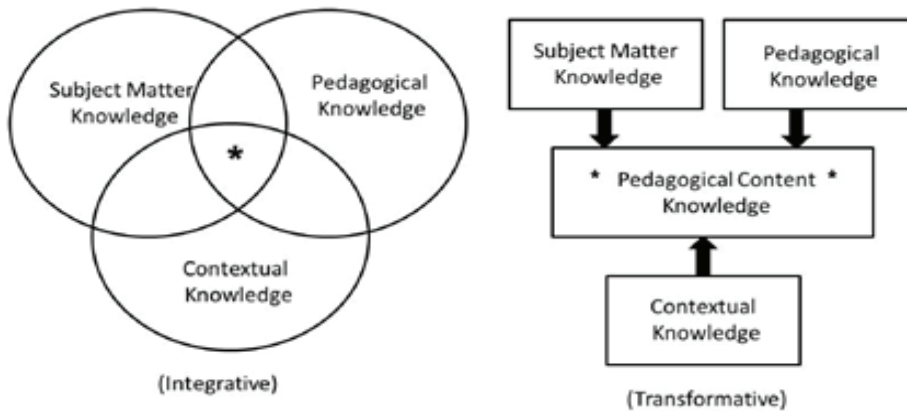 Subject Matter
Knowledge
Pedagogical
Knowledge
*
Contextual
Knowledge
(Integrative)
Subject Matter
Knowledge
Pedagogical
Knowledge
* Pedagogical Content *
Knowledge
Contextual
Knowledge
(Transformative)